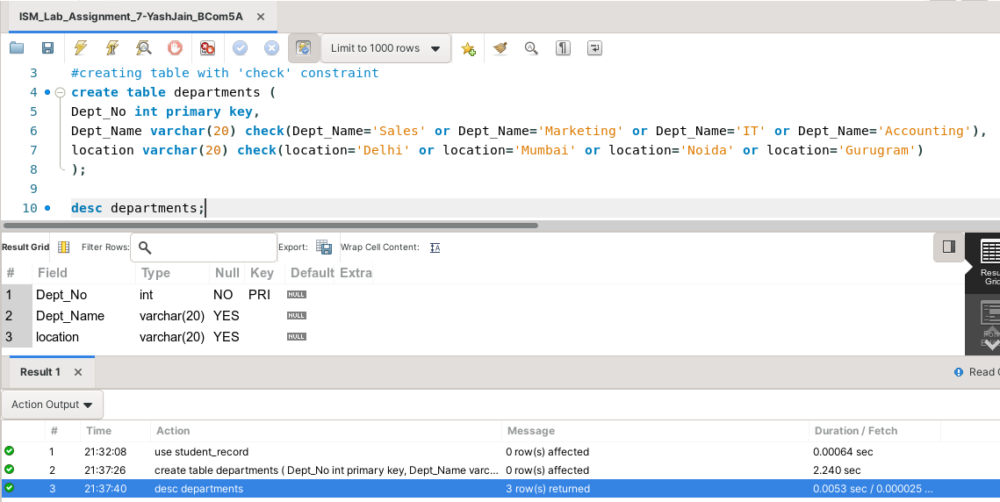 ISM_Lab_Assignment_7-YashJain_BCom5A
Limit to 1000 rows
3 #creating table with 'check' constraint
4 create table departments (
5 Dept_No int primary key,
6 Dept_Name varchar(20) check(Dept_Name='Sales' or Dept_Name='Marketing' or Dept_Name='IT' or Dept_Name='Accounting'),
7 location varchar(20) check(location='Delhi' or location='Mumbai' or location='Noida' or location='Gurugram')
8 );
9
10 desc departments;
Result Grid Filter Rows: Export: Wrap Cell Content:
# Field Type Null Key Default Extra
1 Dept_No int NO PRI NULL
2 Dept_Name varchar(20) YES NULL
3 location varchar(20) YES NULL
Result 1 Read
Action Output
# Time Action Message Duration / Fetch
1 21:32:08 use student_record 0 row(s) affected 0.00064 sec
2 21:37:26 create table departments ( Dept_No int primary key, Dept_Name varc... 0 row(s) affected 2.240 sec
3 21:37:40 desc departments 3 row(s) returned 0.0053 sec / 0.000025 ...